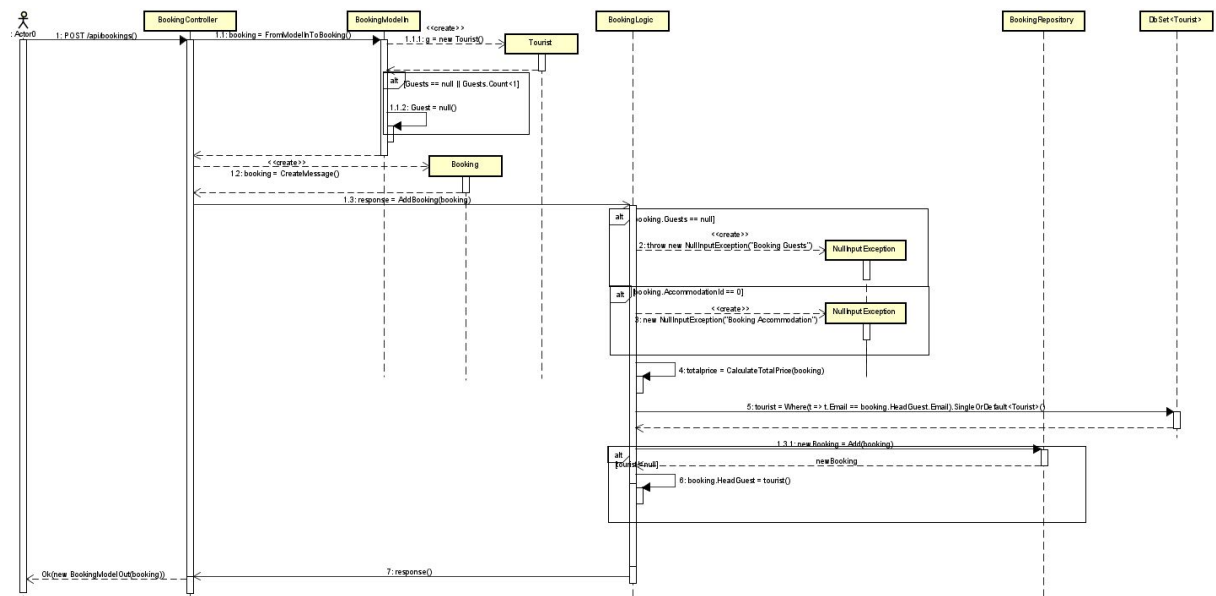 BookingController
BookingModelIn
BookingLogic
BookingRepository
DbSet<Tourist>
: Actor0
1: POST /api/bookings()
1.1: booking = FromModelInToBooking()
<<create>>
1.1.1: g = new Tourist()
Tourist
alt
[Guests == null || Guests.Count<1]
1.1.2: Guest = null()
<<create>>
1.2: booking = CreateMessage()
Booking
1.3: response = AddBooking(booking)
alt
booking.Guests == null]
<<create>>
2: throw new NullInputException("Booking Guests")
NullInputException
alt
[booking.AccommodationId == 0]
<<create>>
3: new NullInputException("Booking Accommodation")
NullInputException
4: totalprice = CalculateTotalPrice(booking)
5: tourist = Where(t => t.Email == booking.HeadGuest.Email).SingleOrDefault<Tourist>()
1.3.1: newBooking = Add(booking)
alt
[tourist!=null]
newBooking
6: booking.HeadGuest = tourist()
7: response()
Ok(new BookingModelOut(booking))